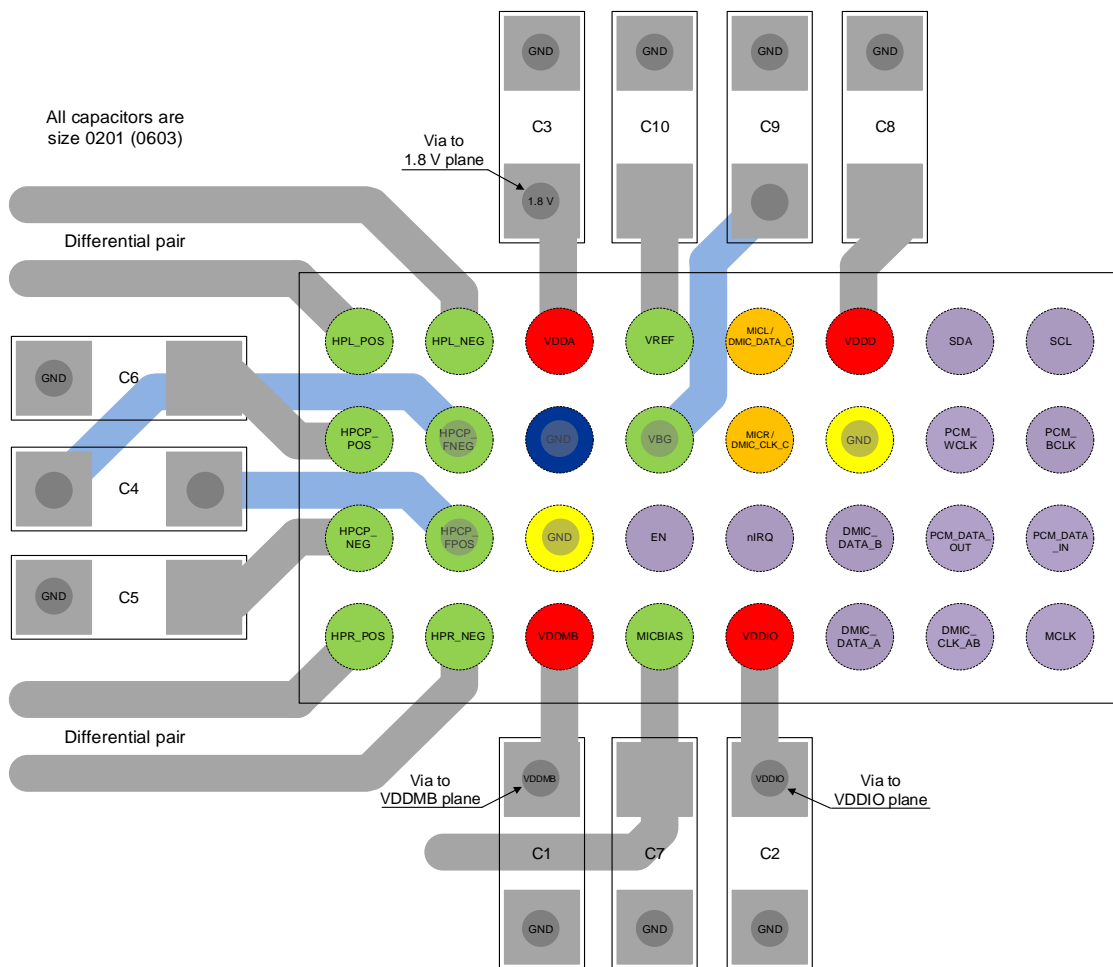 GND
GND
GND
GND
All capacitors are
size 0201 (0603)
C3
C10
C9
C8
Via to
1.8 V plane
1.8 V
Differential pair
HPL_POS
HPL_NEG
VDDA
VREF
MICL /
DMIC_DATA_C
VDDD
SDA
SCL
GND
C6
HPCP_
POS
HPCP_
FNEG
GND
VBG
MICR /
DMIC_CLK_C
GND
PCM_
WCLK
PCM_
BCLK
C4
HPCP_
NEG
HPCP_
FPOS
GND
EN
nIRQ
DMIC_
DATA_B
PCM_DATA_
OUT
PCM_DATA
_IN
GND
C5
HPR_POS
HPR_NEG
VDDMB
MICBIAS
VDDIO
DMIC_
DATA_A
DMIC_
CLK_AB
MCLK
Differential pair
Via to
VDDMB plane
VDDMB
VDDIO
Via to
VDDIO plane
C1
C7
C2
GND
GND
GND